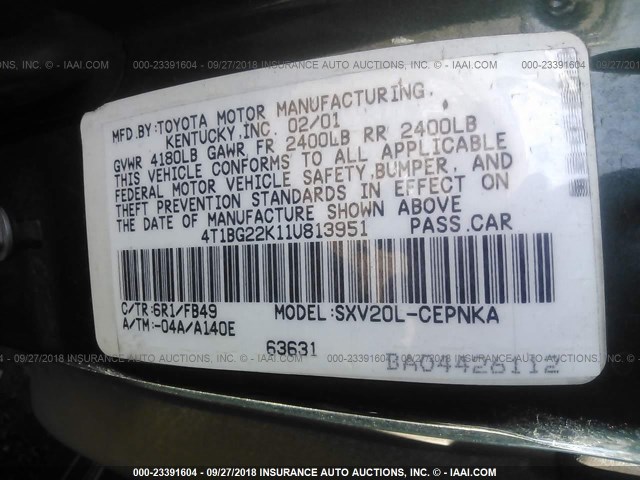 000-23391604 - 09/27/2018 INSURANCE AUTO AUCTIONS, INC. - © IAAI.COM
MFD.BY:TOYOTA MOTOR MANUFACTURING,
KENTUCKY,INC. 02/01
GVWR 4180LB GAWR FR 2400LB RR 2400LB
THIS VEHICLE CONFORMS TO ALL APPLICABLE
FEDERAL MOTOR VEHICLE SAFETY,BUMPER, AND
THEFT PREVENTION STANDARDS IN EFFECT ON
THE DATE OF MANUFACTURE SHOWN ABOVE
4T1BG22K11U813951 PASS.CAR
C/TR:6R1/FB49 MODEL:SXV20L-CEPNKA
A/TM:-04A/A140E
63631 BA04426112
000-23391604 - 09/27/2018 INSURANCE AUTO AUCTIONS, INC. - © IAAI.COM